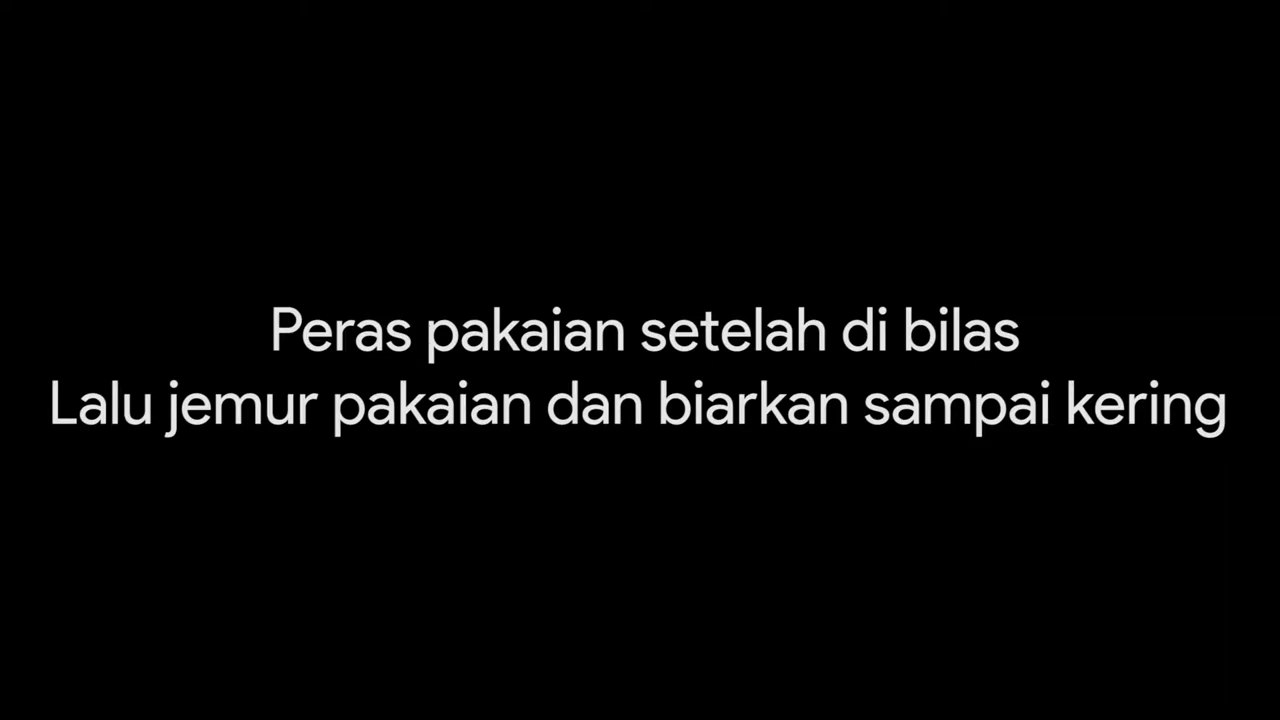 Peras pakaian setelah di bilas
Lalu jemur pakaian dan biarkan sampai kering